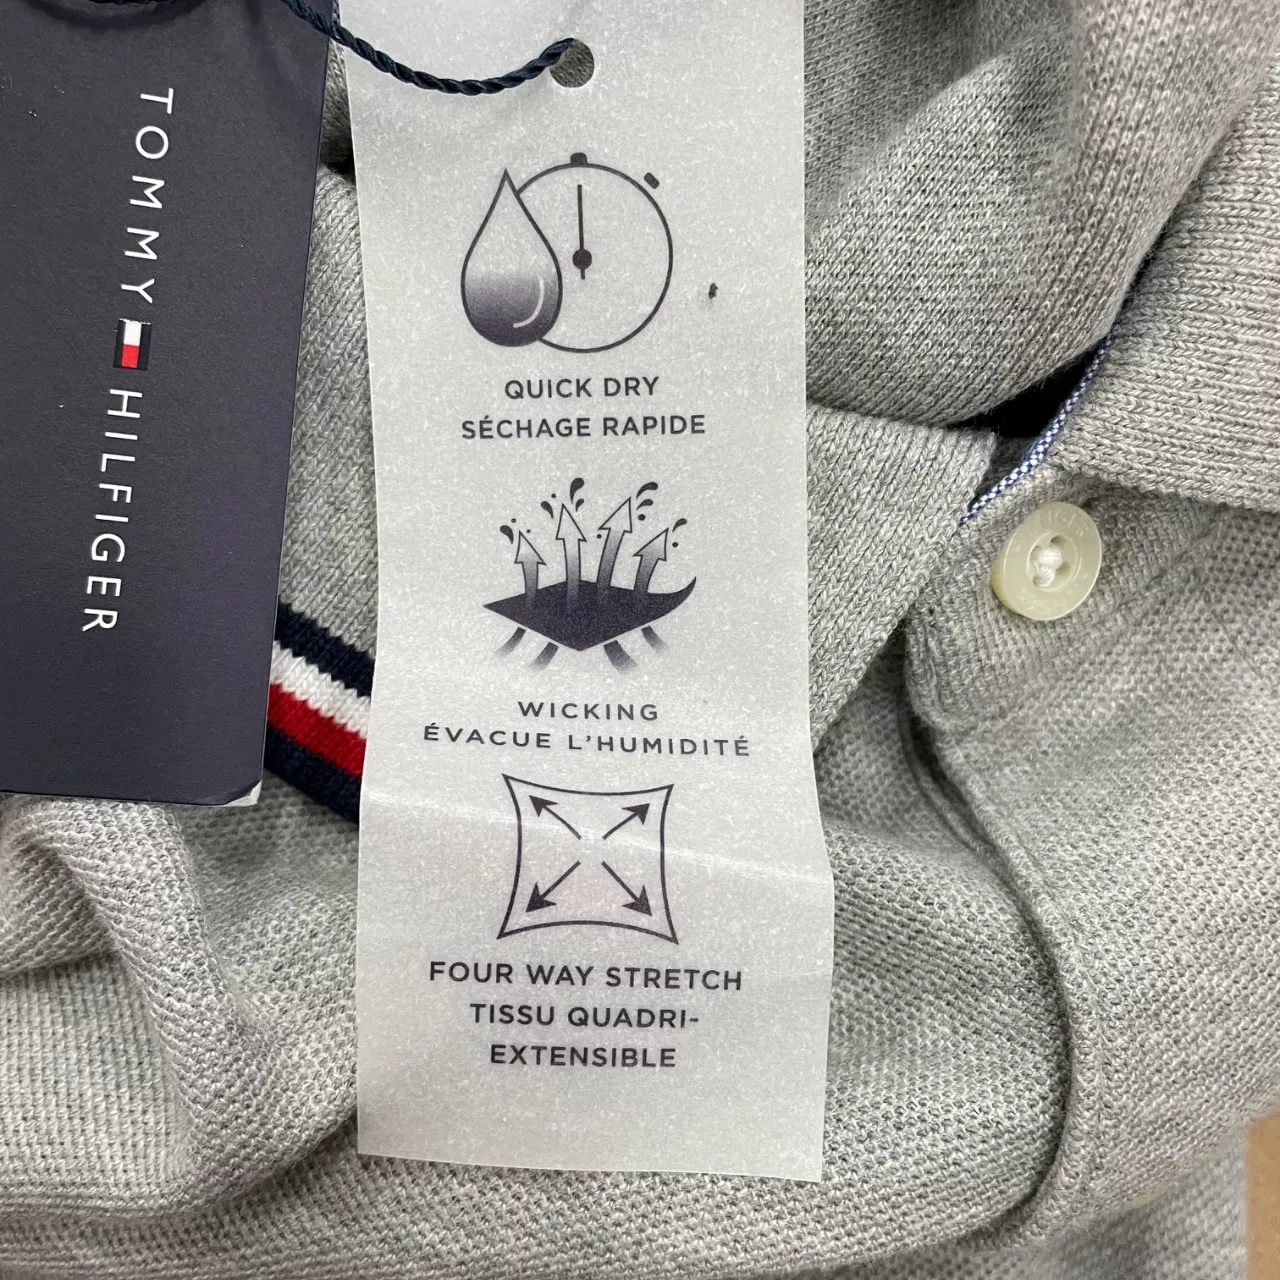 TOMMY HILFIGER
QUICK DRY
SÉCHAGE RAPIDE
WICKING
ÉVACUE L'HUMIDITÉ
FOUR WAY STRETCH
TISSU QUADRI-
EXTENSIBLE